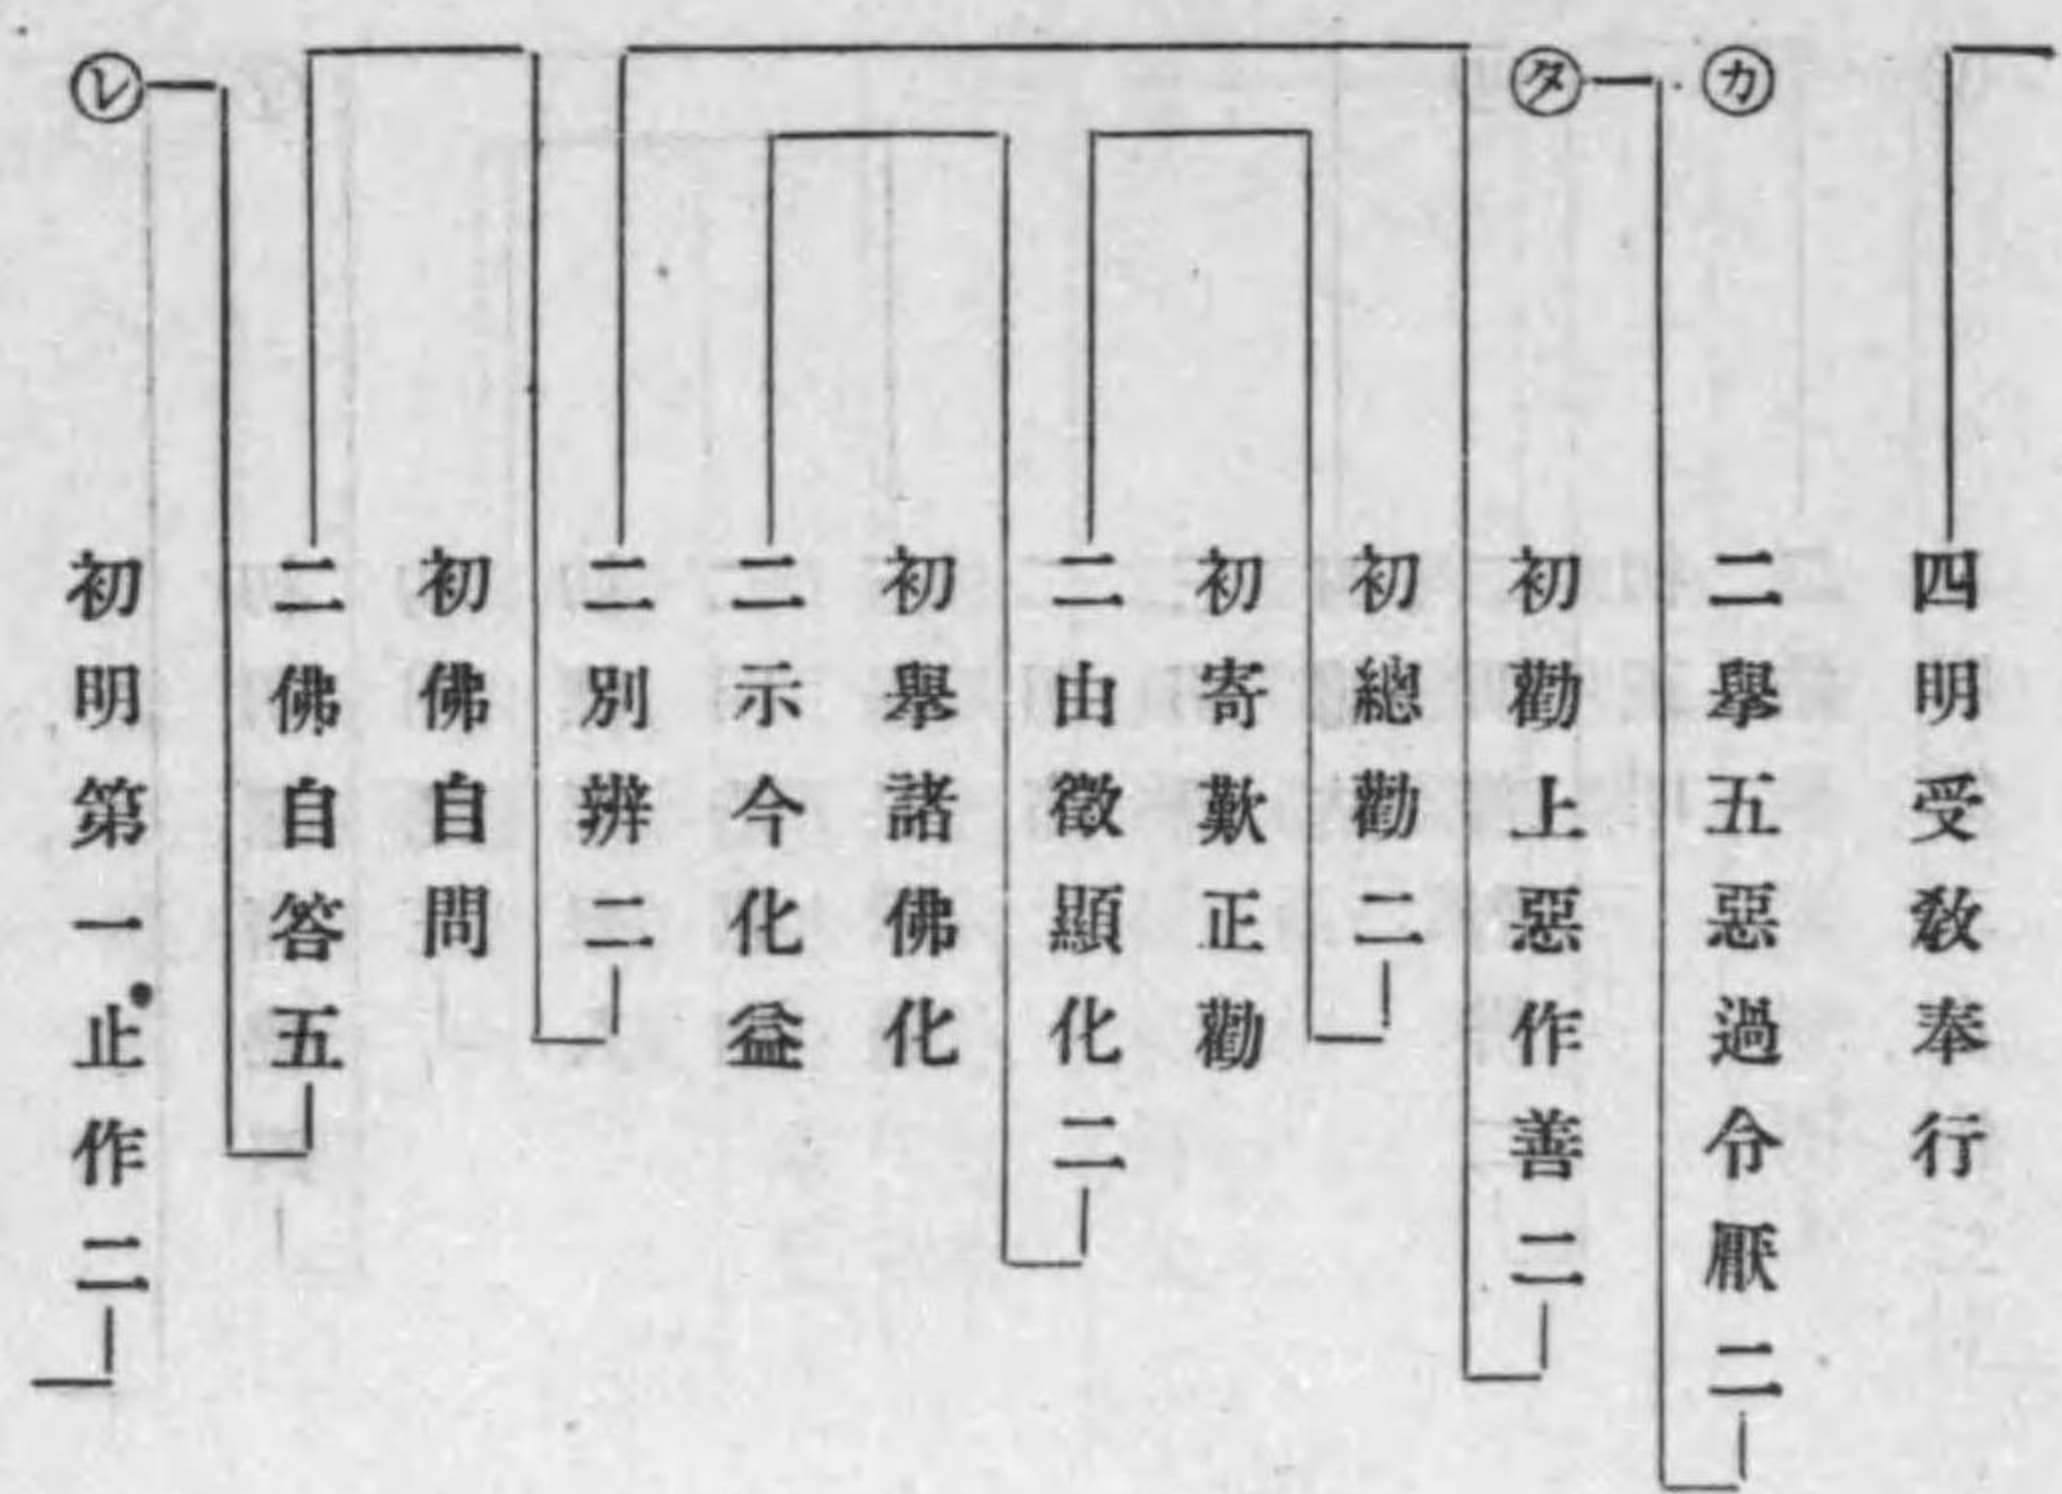 四明受教奉行
㋕二擧五惡過令厭二
㋟初勸上惡作善二
初總勸二
初寄歎正勸
二由徵顯化二
初擧諸佛化
二示今化益
二別辨二
初佛自問
二佛自答五
㋹初明第一止作二